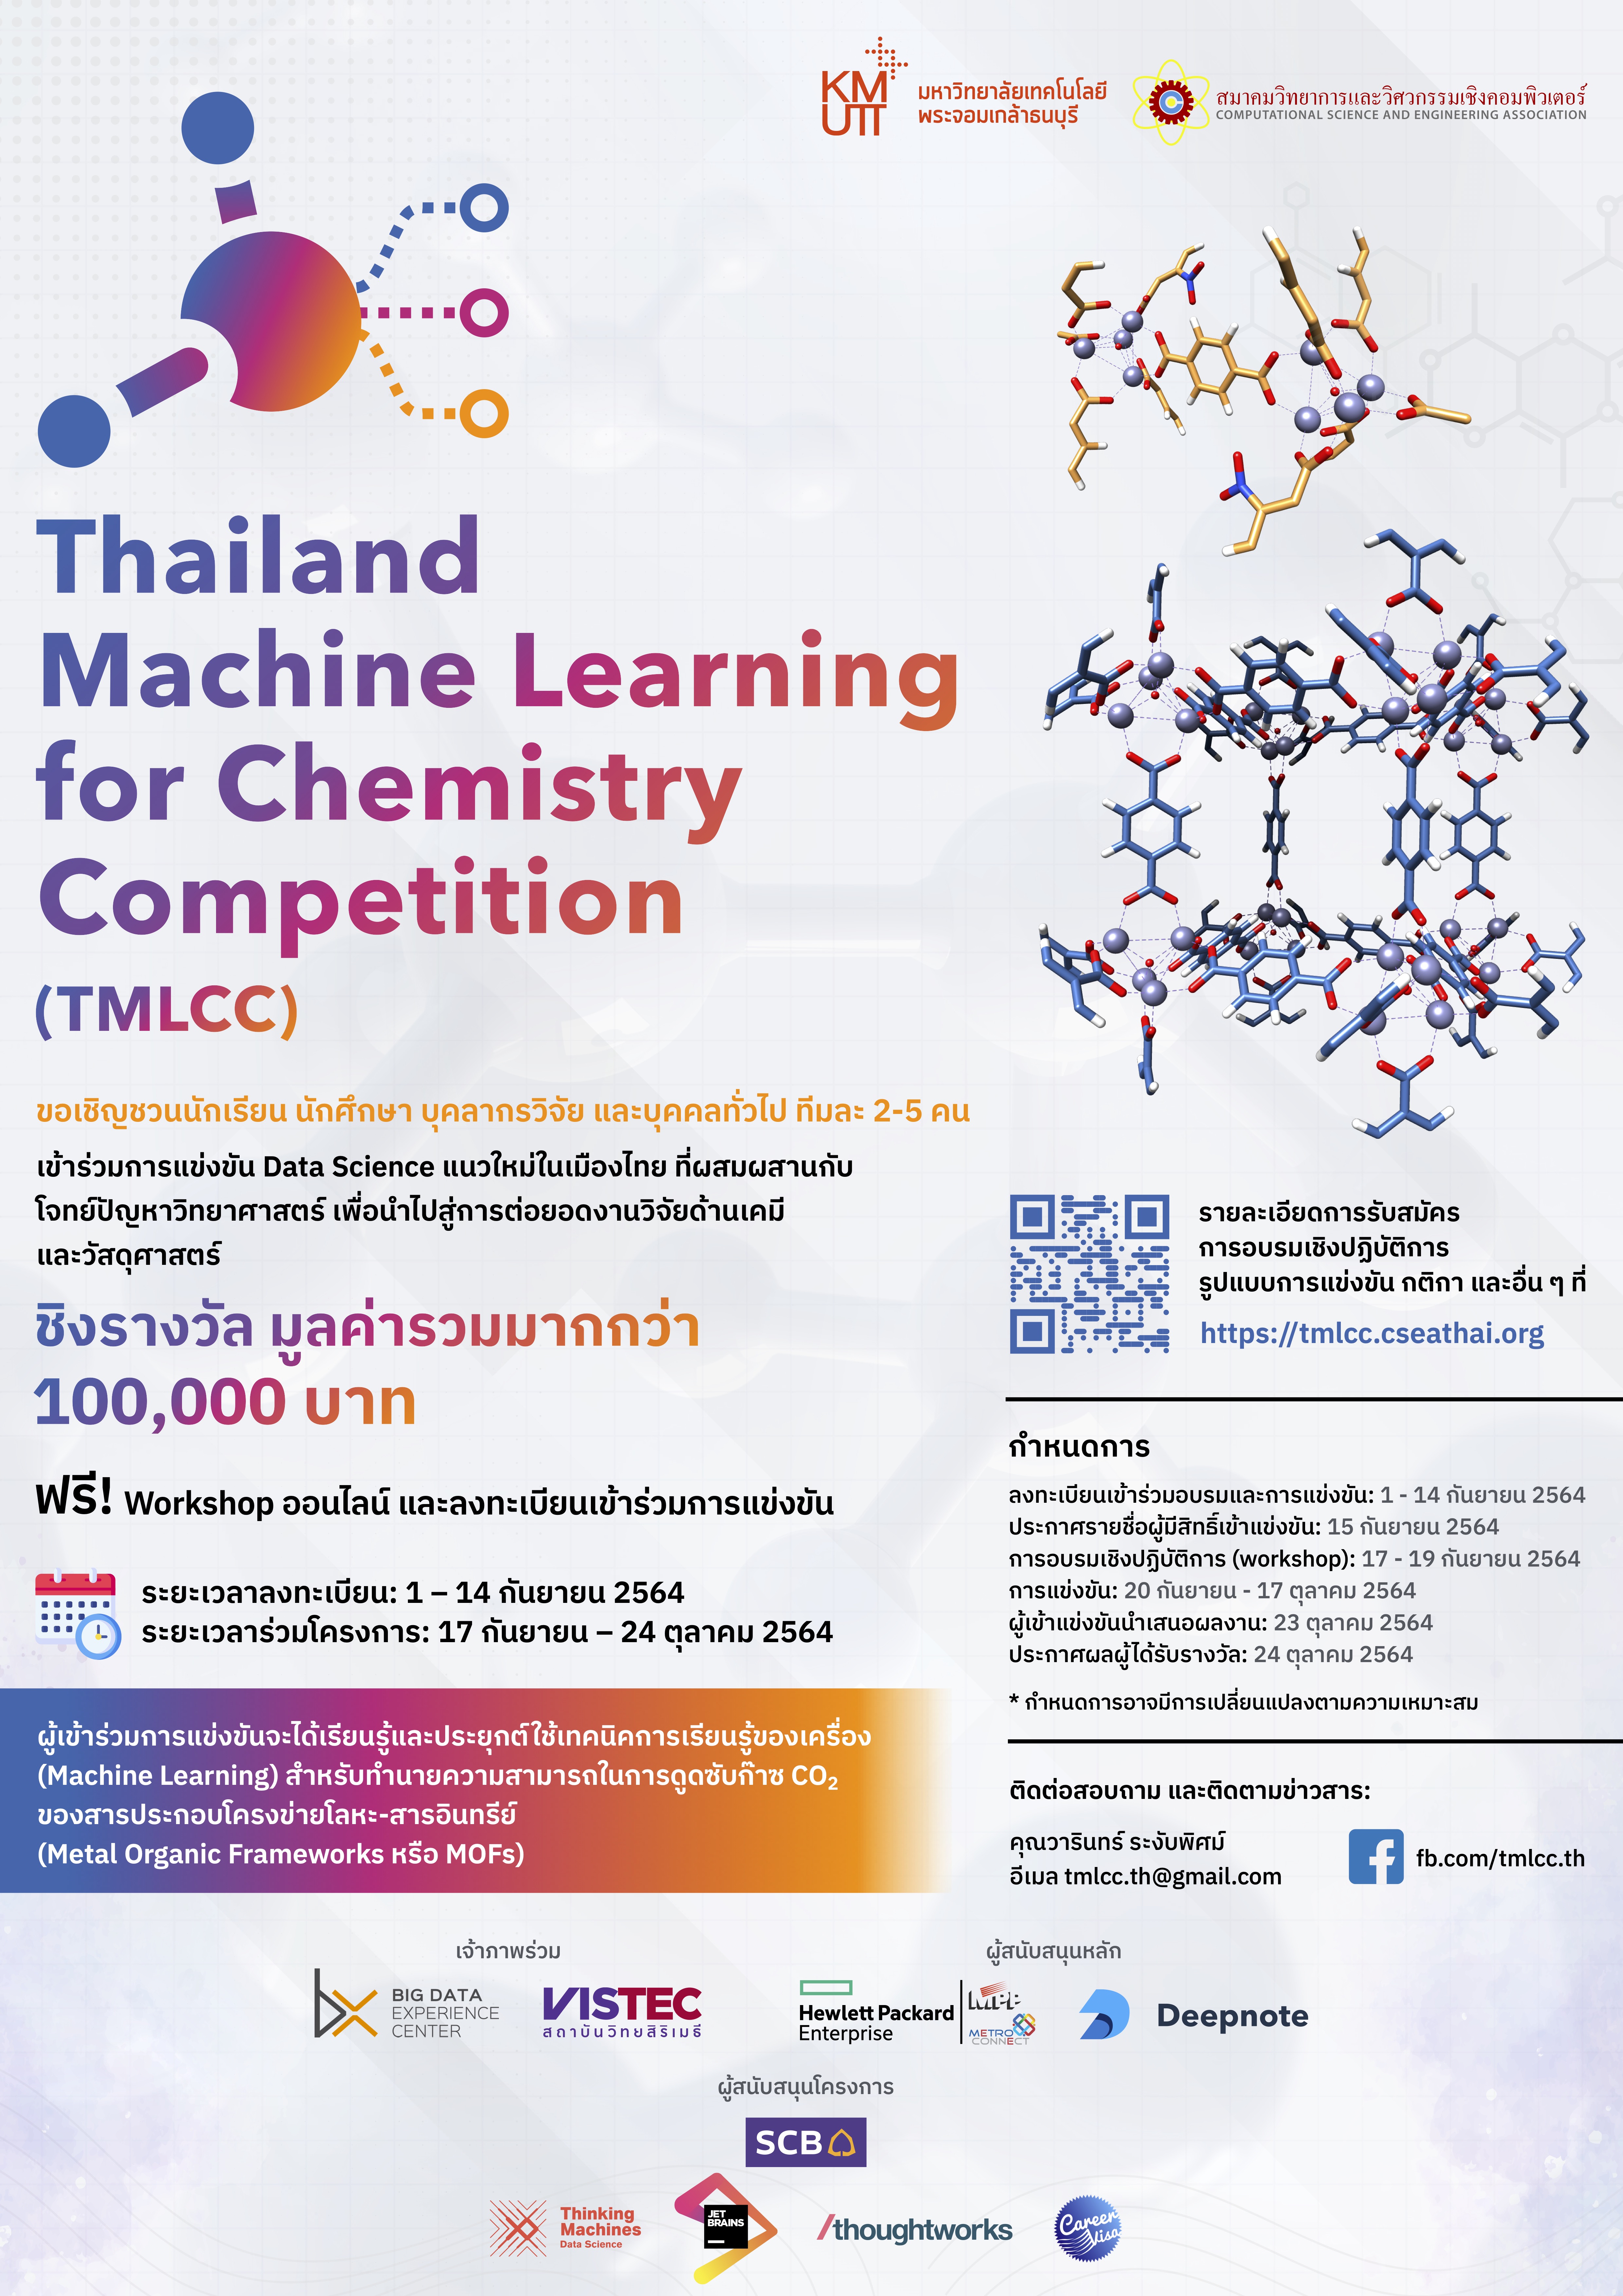 KM
UTT
มหาวิทยาลัยเทคโนโลยี
พระจอมเกล้าธนบุรี
สมาคมวิทยาการและวิศวกรรมเชิงคอมพิวเตอร์
COMPUTATIONAL SCIENCE AND ENGINEERING ASSOCIATION
Thailand
Machine Learning
for Chemistry
Competition
(TMLCC)
ขอเชิญชวนนักเรียน นักศึกษา บุคลากรวิจัย และบุคคลทั่วไป ทีมละ 2-5 คน
เข้าร่วมการแข่งขัน Data Science แนวใหม่ในเมืองไทย ที่ผสมผสานกับ
โจทย์ปัญหาวิทยาศาสตร์ เพื่อนำไปสู่การต่อยอดงานวิจัยด้านเคมี
และวัสดุศาสตร์
ชิงรางวัล มูลค่ารวมมากกว่า
100,000 บาท
ฟรี! Workshop ออนไลน์ และลงทะเบียนเข้าร่วมการแข่งขัน
ระยะเวลาลงทะเบียน: 1 – 14 กันยายน 2564
ระยะเวลาร่วมโครงการ: 17 กันยายน – 24 ตุลาคม 2564
ผู้เข้าร่วมการแข่งขันจะได้เรียนรู้และประยุกต์ใช้เทคนิคการเรียนรู้ของเครื่อง
(Machine Learning) สำหรับทำนายความสามารถในการดูดซับก๊าซ CO₂
ของสารประกอบโครงข่ายโลหะ-สารอินทรีย์
(Metal Organic Frameworks หรือ MOFs)
รายละเอียดการรับสมัคร
การอบรมเชิงปฏิบัติการ
รูปแบบการแข่งขัน กติกา และอื่น ๆ ที่
https://tmlcc.cseathai.org
กำหนดการ
ลงทะเบียนเข้าร่วมอบรมและการแข่งขัน: 1 - 14 กันยายน 2564
ประกาศรายชื่อผู้มีสิทธิ์เข้าแข่งขัน: 15 กันยายน 2564
การอบรมเชิงปฏิบัติการ (workshop): 17 - 19 กันยายน 2564
การแข่งขัน: 20 กันยายน - 17 ตุลาคม 2564
ผู้เข้าแข่งขันนำเสนอผลงาน: 23 ตุลาคม 2564
ประกาศผลผู้ได้รับรางวัล: 24 ตุลาคม 2564
* กำหนดการอาจมีการเปลี่ยนแปลงตามความเหมาะสม
ติดต่อสอบถาม และติดตามข่าวสาร:
คุณวารินทร์ ระงับพิศม์
อีเมล tmlcc.th@gmail.com
fb.com/tmlcc.th
เจ้าภาพร่วม
bx
BIG DATA
EXPERIENCE
CENTER
VISTEC
สถาบันวิทยสิริเมธี
ผู้สนับสนุนหลัก
Hewlett Packard
Enterprise
MPP
METRO
CONNECT
Deepnote
ผู้สนับสนุนโครงการ
SCB
Thinking
Machines
Data Science
JET
BRAINS
/thoughtworks
Career
Visa